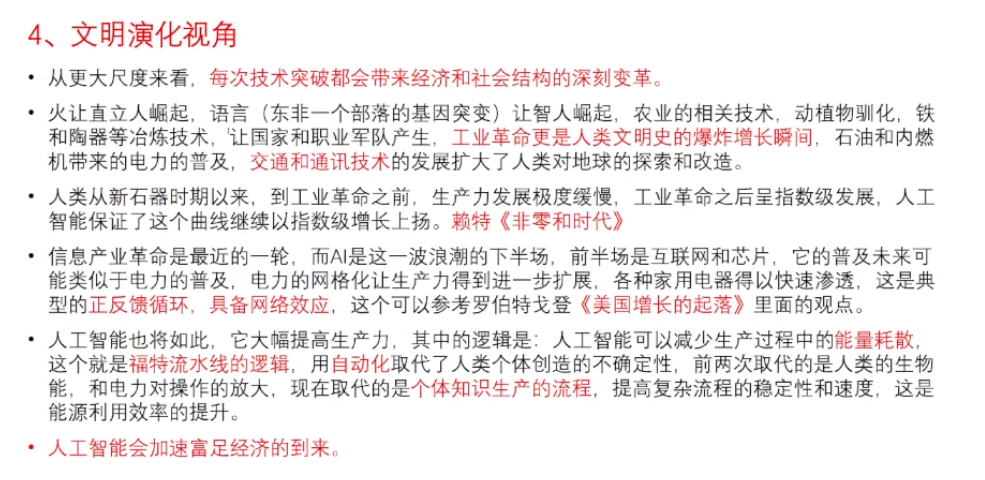 4、文明演化视角
• 从更大尺度来看，每次技术突破都会带来经济和社会结构的深刻变革。
• 火让直立人崛起，语言（东非一个部落的基因突变）让智人崛起，农业的相关技术，动植物驯化，铁
和陶器等冶炼技术，让国家和职业军队产生，工业革命更是人类文明史的爆炸增长瞬间，石油和内燃
机带来的电力的普及，交通和通讯技术的发展扩大了人类对地球的探索和改造。
• 人类从新石器时期以来，到工业革命之前，生产力发展极度缓慢，工业革命之后呈指数级发展，人工
智能保证了这个曲线继续以指数级增长上扬。赖特《非零和时代》
• 信息产业革命是最近的一轮，而AI是这一波浪潮的下半场，前半场是互联网和芯片，它的普及未来可
能类似于电力的普及，电力的网格化让生产力得到进一步扩展，各种家用电器得以快速渗透，这是典
型的正反馈循环，具备网络效应，这个可以参考罗伯特戈登《美国增长的起落》里面的观点。
• 人工智能也将如此，它大幅提高生产力，其中的逻辑是：人工智能可以减少生产过程中的能量耗散，
这个就是福特流水线的逻辑，用自动化取代了人类个体创造的不确定性，前两次取代的是人类的生物
能，和电力对操作的放大，现在取代的是个体知识生产的流程，提高复杂流程的稳定性和速度，这是
能源利用效率的提升。
• 人工智能会加速富足经济的到来。